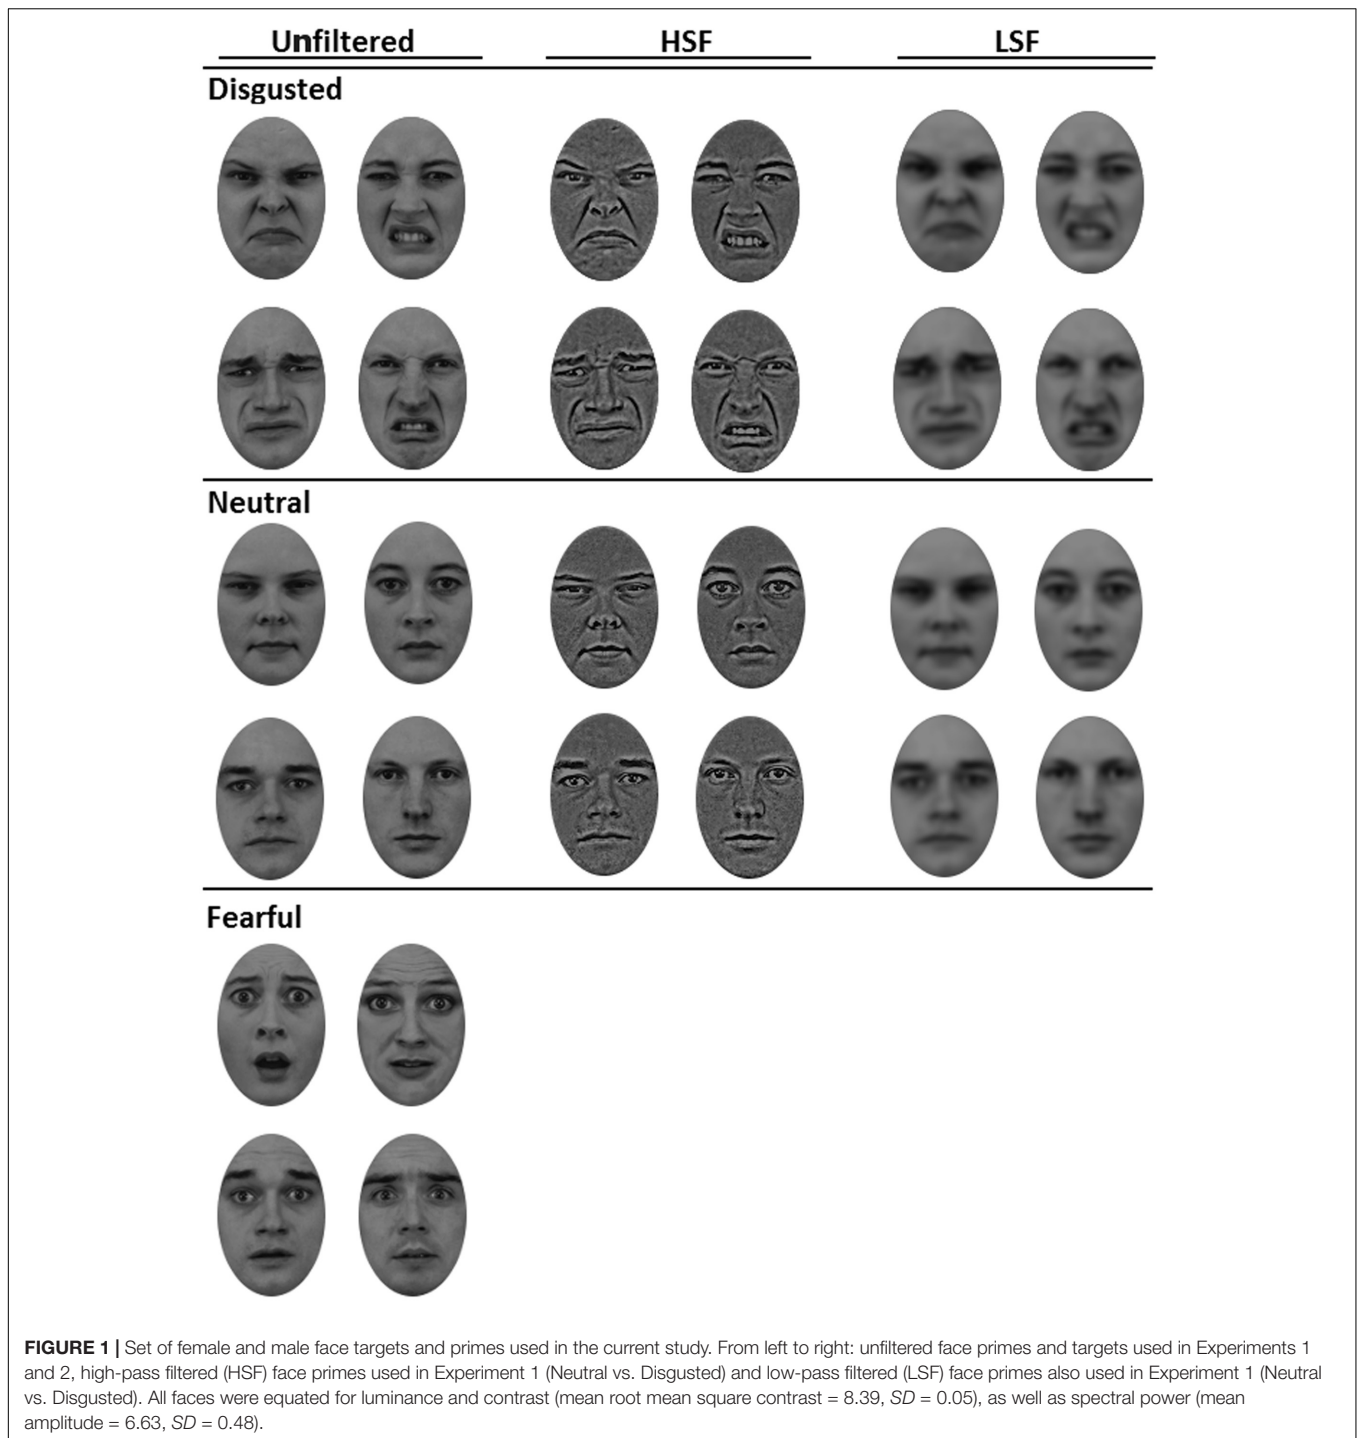 Unfiltered HSF LSF
Disgusted
Neutral
Fearful
FIGURE 1 | Set of female and male face targets and primes used in the current study. From left to right: unfiltered face primes and targets used in Experiments 1
and 2, high-pass filtered (HSF) face primes used in Experiment 1 (Neutral vs. Disgusted) and low-pass filtered (LSF) face primes also used in Experiment 1 (Neutral
vs. Disgusted). All faces were equated for luminance and contrast (mean root mean square contrast = 8.39, SD = 0.05), as well as spectral power (mean
amplitude = 6.63, SD = 0.48).